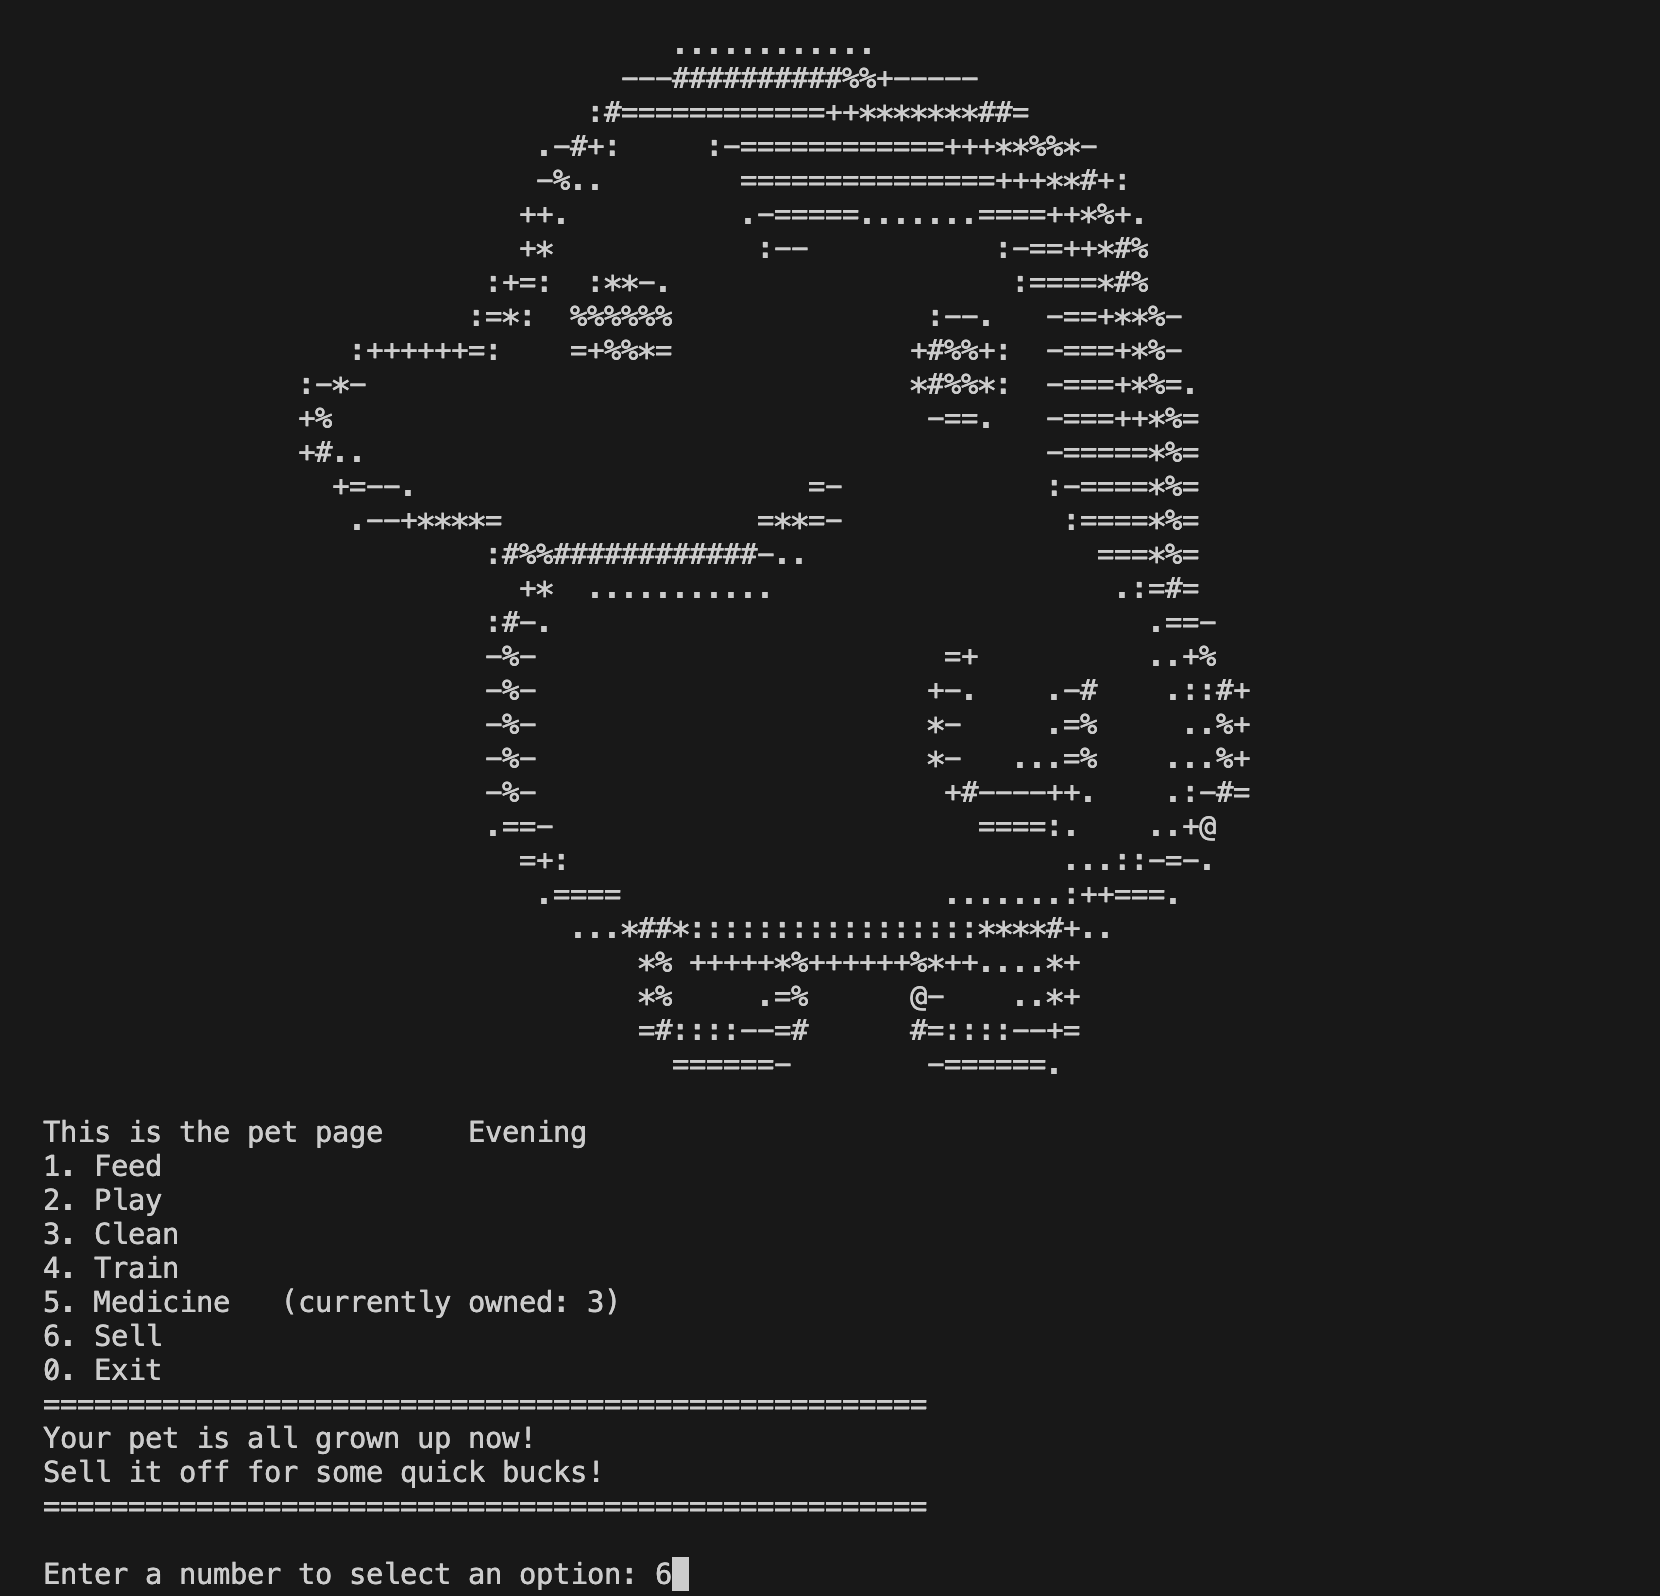 This is the pet page     Evening
1. Feed
2. Play
3. Clean
4. Train
5. Medicine   (currently owned: 3)
6. Sell
0. Exit
====================================================
Your pet is all grown up now!
Sell it off for some quick bucks!
====================================================
Enter a number to select an option: 6